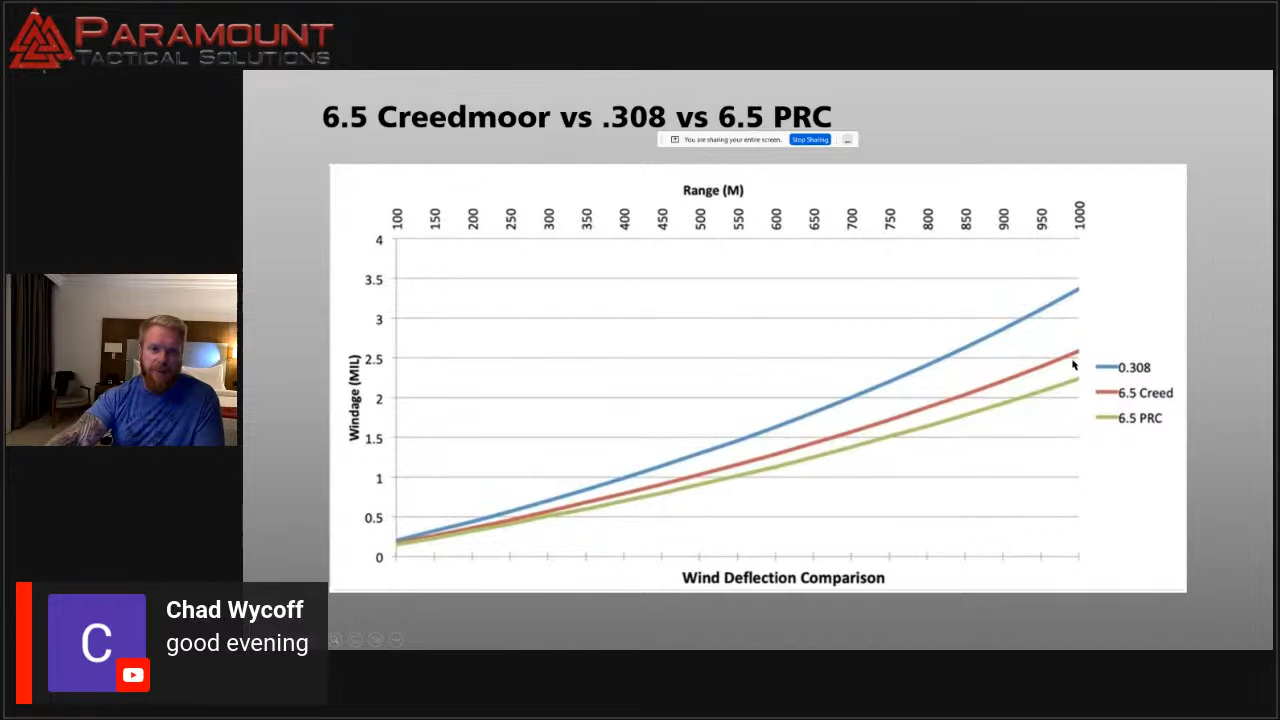 PARAMOUNT
TACTICAL SOLUTIONS
6.5 Creedmoor vs .308 vs 6.5 PRC
You are sharing your entire screen. Stop Sharing
Range (M)
100 150 200 250 300 350 400 450 500 550 600 650 700 750 800 850 900 950 1000
4
3.5
3
2.5
2
1.5
1
0.5
0
Windage (MIL)
0.308
6.5 Creed
6.5 PRC
Wind Deflection Comparison
C
Chad Wycoff
good evening